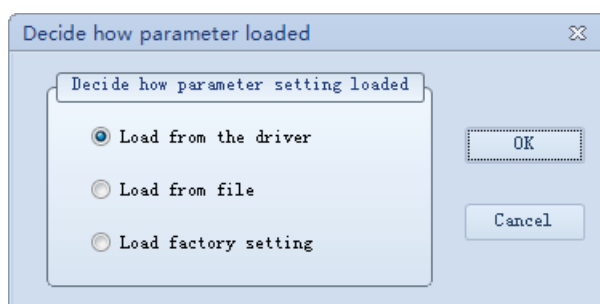 Decide how parameter loaded
Decide how parameter setting loaded
Load from the driver
OK
Load from file
Cancel
Load factory setting